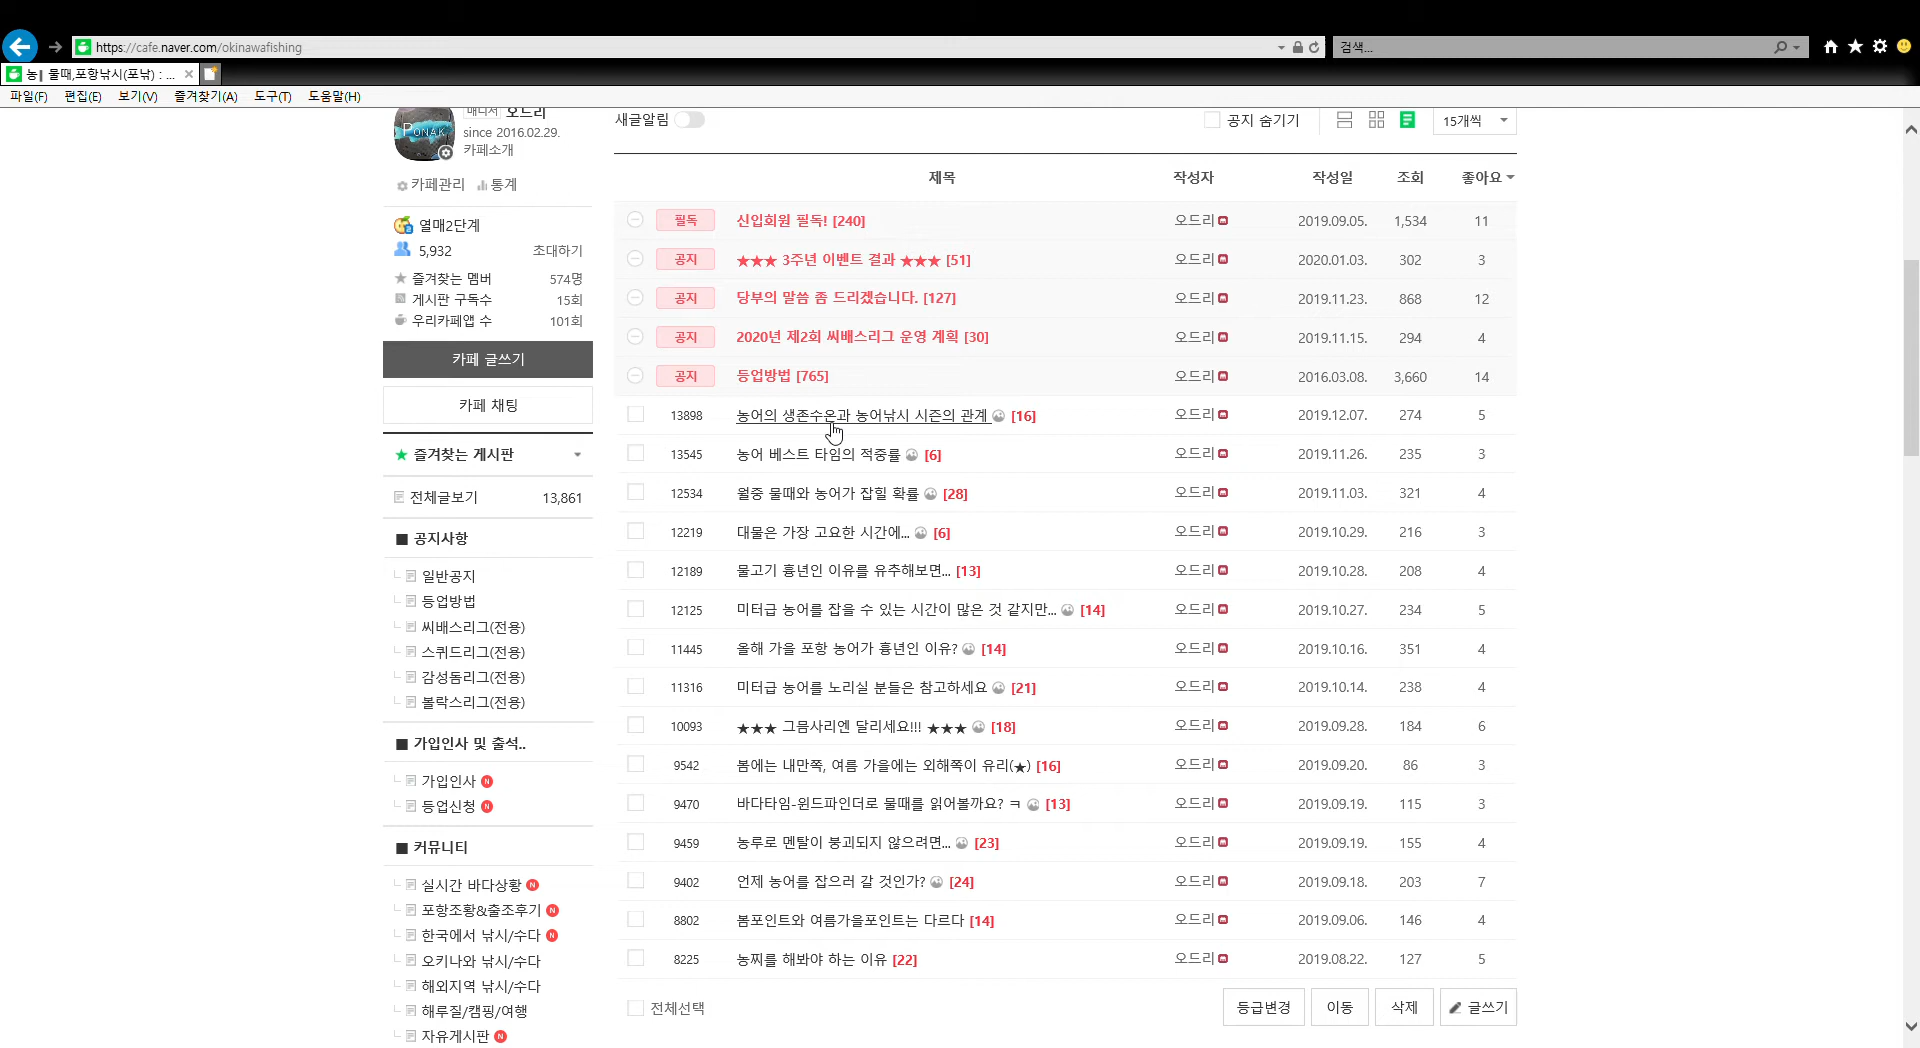 https://cafe.naver.com/okinawafishing
검색...
농∥ 물때,포항낚시(포낚) : ...
파일(F) 편집(E) 보기(V) 즐겨찾기(A) 도구(T) 도움말(H)
PONAK
매니저 오드리
since 2016.02.29.
카페소개
카페관리 통계
열매2단계
5,932 초대하기
즐겨찾는 멤버 574명
게시판 구독수 15회
우리카페앱 수 101회
카페 글쓰기
카페 채팅
즐겨찾는 게시판
전체글보기 13,861
■ 공지사항
일반공지
등업방법
씨배스리그(전용)
스퀴드리그(전용)
감성돔리그(전용)
볼락스리그(전용)
■ 가입인사 및 출석..
가입인사 N
등업신청 N
■ 커뮤니티
실시간 바다상황 N
포항조황&출조후기 N
한국에서 낚시/수다 N
오키나와 낚시/수다
해외지역 낚시/수다
해루질/캠핑/여행
자유게시판 N
새글알림
공지 숨기기 15개씩
제목 작성자 작성일 조회 좋아요
필독 신입회원 필독! [240] 오드리 2019.09.05. 1,534 11
공지 ★★★ 3주년 이벤트 결과 ★★★ [51] 오드리 2020.01.03. 302 3
공지 당부의 말씀 좀 드리겠습니다. [127] 오드리 2019.11.23. 868 12
공지 2020년 제2회 씨배스리그 운영 계획 [30] 오드리 2019.11.15. 294 4
공지 등업방법 [765] 오드리 2016.03.08. 3,660 14
13898 농어의 생존수온과 농어낚시 시즌의 관계 [16] 오드리 2019.12.07. 274 5
13545 농어 베스트 타임의 적중률 [6] 오드리 2019.11.26. 235 3
12534 월중 물때와 농어가 잡힐 확률 [28] 오드리 2019.11.03. 321 4
12219 대물은 가장 고요한 시간에... [6] 오드리 2019.10.29. 216 3
12189 물고기 흉년인 이유를 유추해보면... [13] 오드리 2019.10.28. 208 4
12125 미터급 농어를 잡을 수 있는 시간이 많은 것 같지만... [14] 오드리 2019.10.27. 234 5
11445 올해 가을 포항 농어가 흉년인 이유? [14] 오드리 2019.10.16. 351 4
11316 미터급 농어를 노리실 분들은 참고하세요 [21] 오드리 2019.10.14. 238 4
10093 ★★★ 그믐사리엔 달리세요!!! ★★★ [18] 오드리 2019.09.28. 184 6
9542 봄에는 내만쪽, 여름 가을에는 외해쪽이 유리(★) [16] 오드리 2019.09.20. 86 3
9470 바다타임-윈드파인더로 물때를 읽어볼까요? ㅋ [13] 오드리 2019.09.19. 115 3
9459 농루로 멘탈이 붕괴되지 않으려면... [23] 오드리 2019.09.19. 155 4
9402 언제 농어를 잡으러 갈 것인가? [24] 오드리 2019.09.18. 203 7
8802 봄포인트와 여름가을포인트는 다르다 [14] 오드리 2019.09.06. 146 4
8225 농찌를 해봐야 하는 이유 [22] 오드리 2019.08.22. 127 5
전체선택 등급변경 이동 삭제 글쓰기